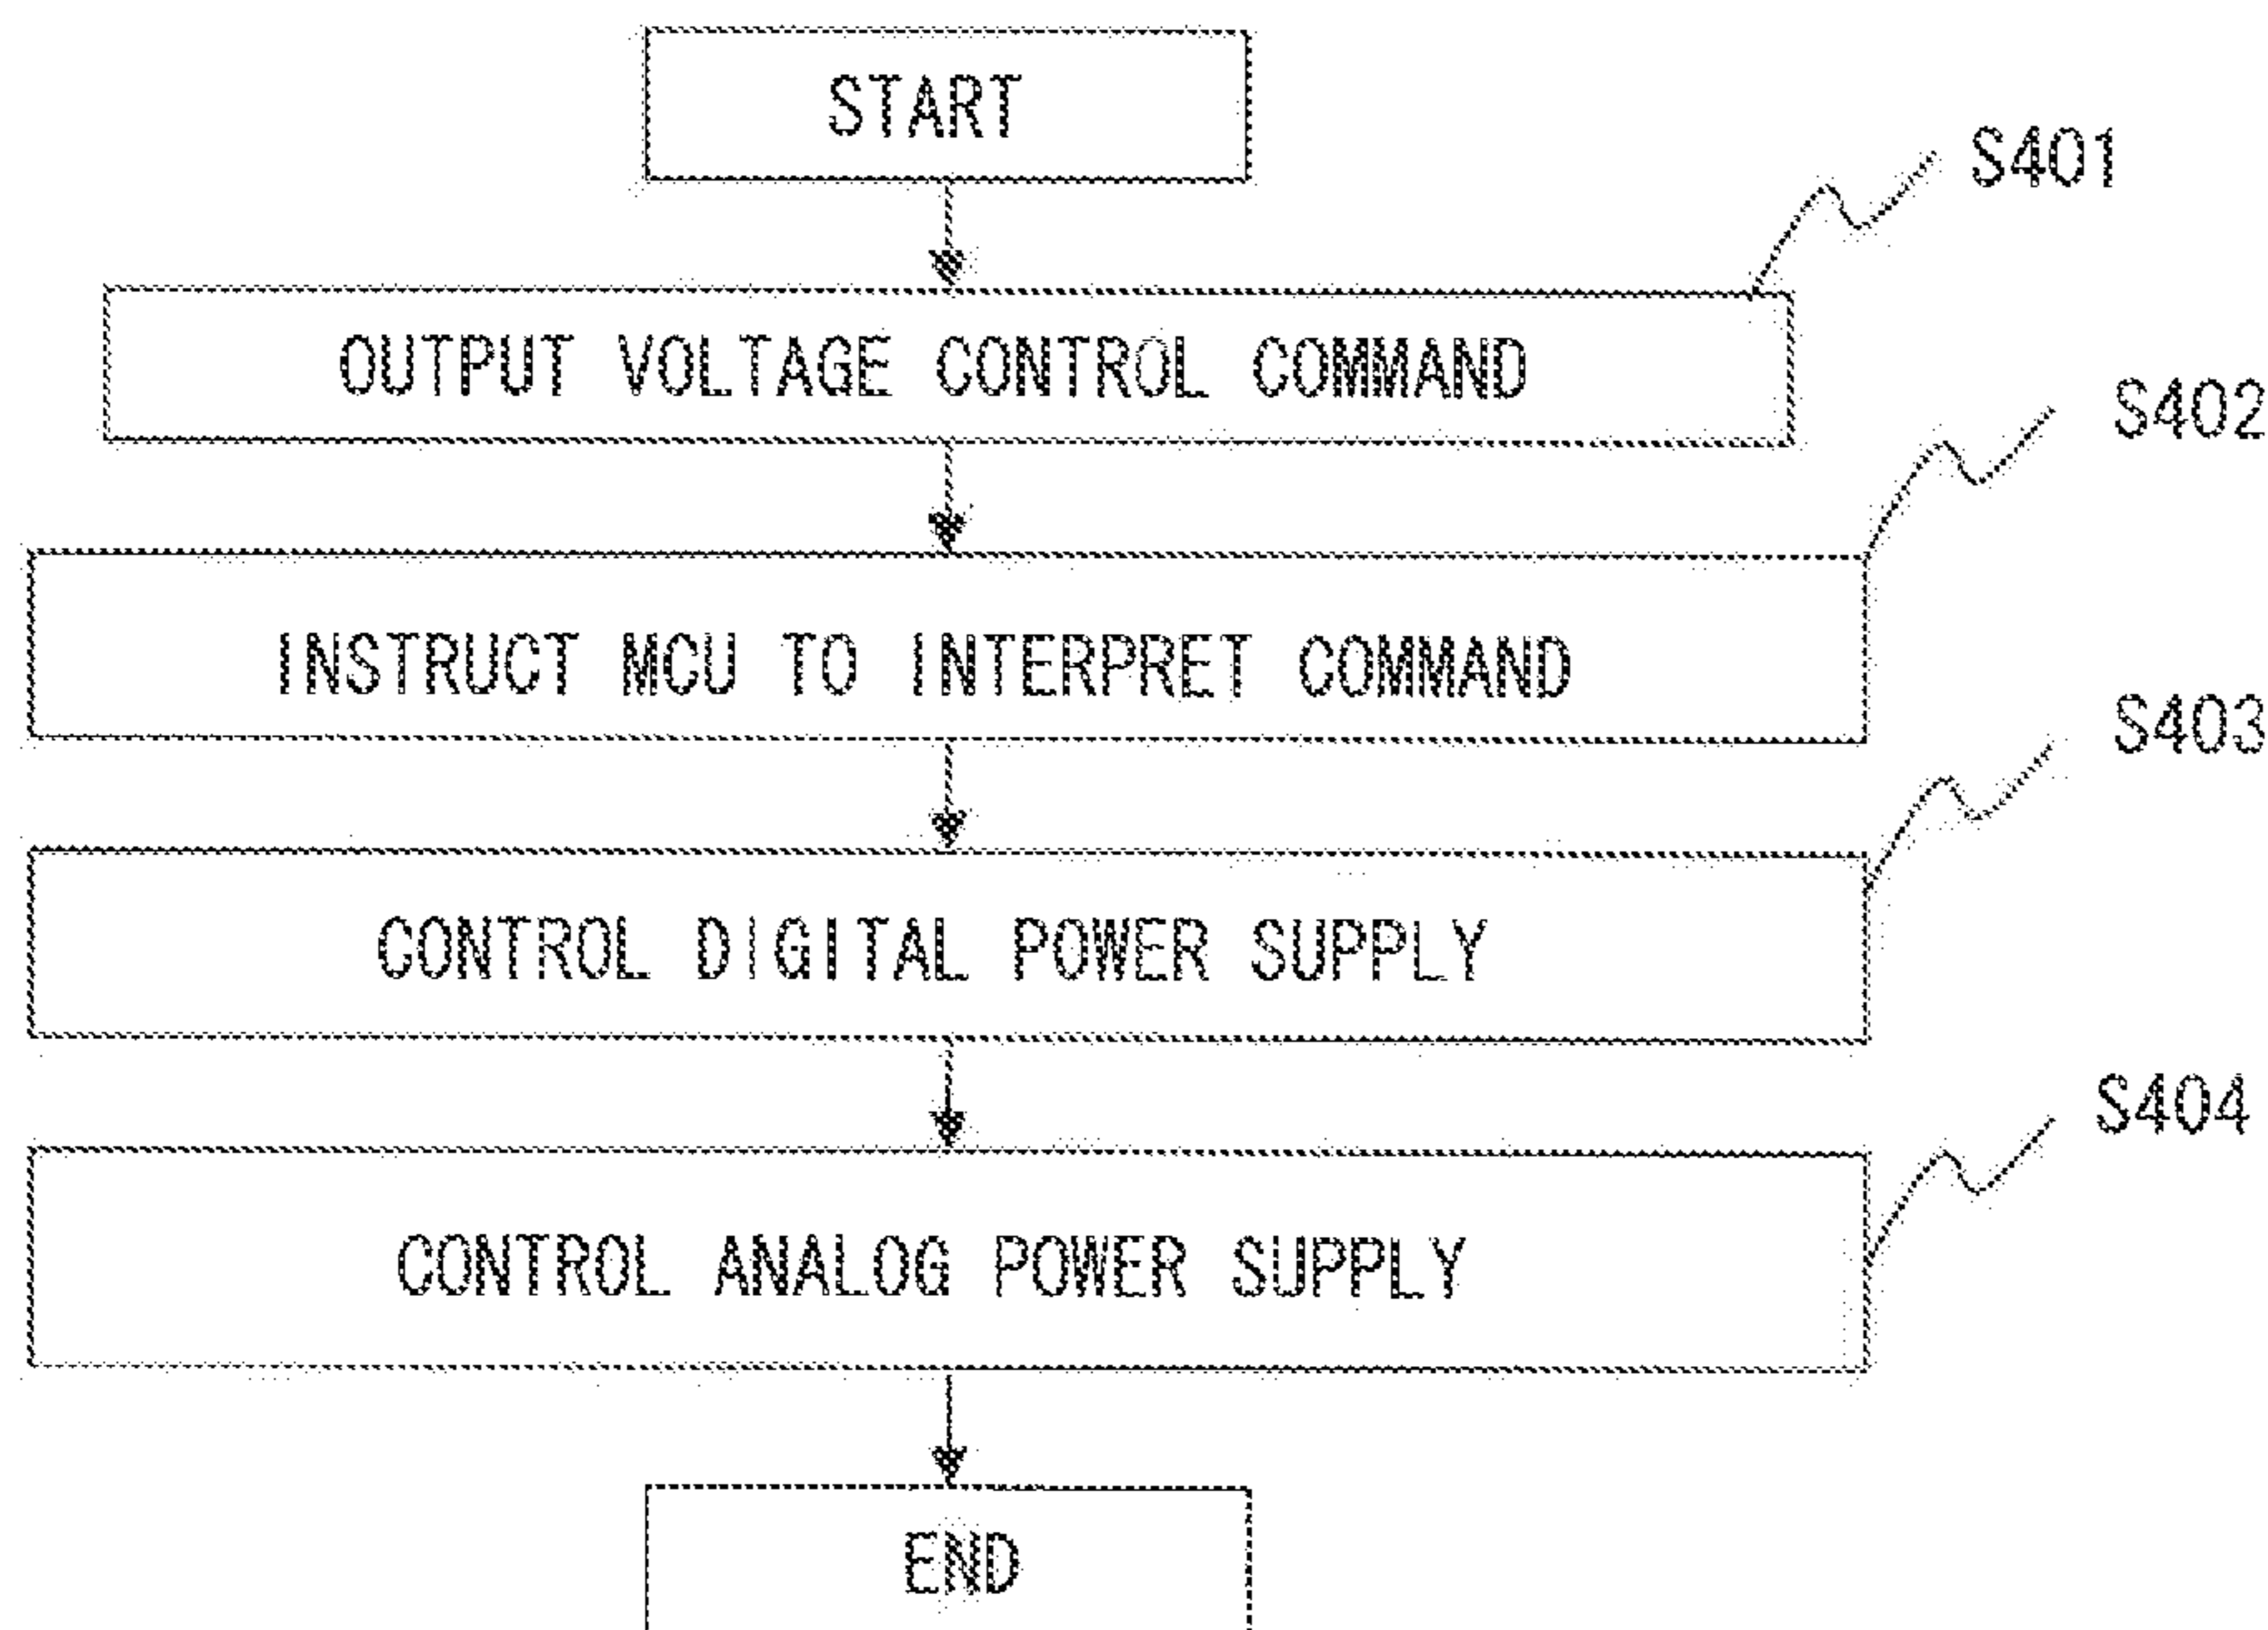 START
S401
OUTPUT VOLTAGE CONTROL COMMAND
S402
INSTRUCT MCU TO INTERPRET COMMAND
S403
CONTROL DIGITAL POWER SUPPLY
S404
CONTROL ANALOG POWER SUPPLY
END